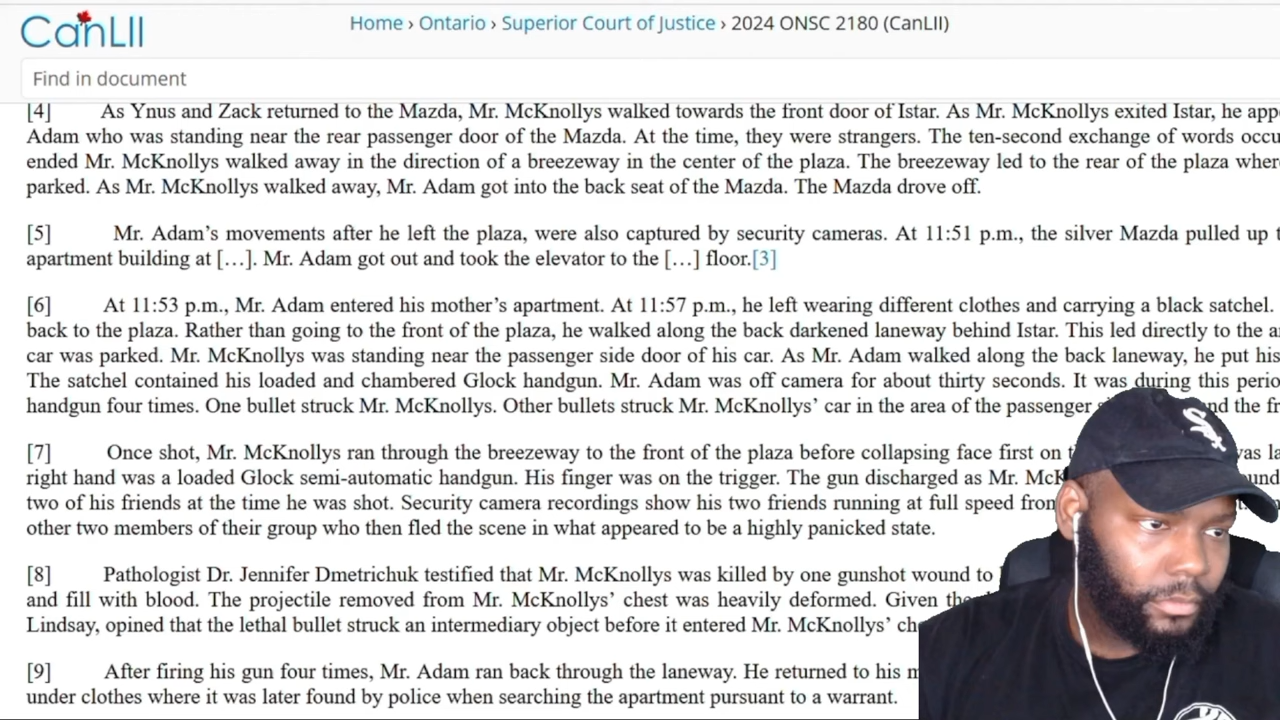 CanLII
Home › Ontario › Superior Court of Justice › 2024 ONSC 2180 (CanLII)
Find in document
[4] As Ynus and Zack returned to the Mazda, Mr. McKnollys walked towards the front door of Istar. As Mr. McKnollys exited Istar, he
Adam who was standing near the rear passenger door of the Mazda. At the time, they were strangers. The ten-second exchange of words
ended Mr. McKnollys walked away in the direction of a breezeway in the center of the plaza. The breezeway led to the rear of the plaza
parked. As Mr. McKnollys walked away, Mr. Adam got into the back seat of the Mazda. The Mazda drove off.
[5] Mr. Adam’s movements after he left the plaza, were also captured by security cameras. At 11:51 p.m., the silver Mazda pulled up
apartment building at […]. Mr. Adam got out and took the elevator to the […] floor.[3]
[6] At 11:53 p.m., Mr. Adam entered his mother’s apartment. At 11:57 p.m., he left wearing different clothes and carrying a black satchel.
back to the plaza. Rather than going to the front of the plaza, he walked along the back darkened laneway behind Istar. This led directly to the
car was parked. Mr. McKnollys was standing near the passenger side door of his car. As Mr. Adam walked along the back laneway, he put his
The satchel contained his loaded and chambered Glock handgun. Mr. Adam was off camera for about thirty seconds. It was during this
handgun four times. One bullet struck Mr. McKnollys. Other bullets struck Mr. McKnollys’ car in the area of the passenger and the
[7] Once shot, Mr. McKnollys ran through the breezeway to the front of the plaza before collapsing face first on
right hand was a loaded Glock semi-automatic handgun. His finger was on the trigger. The gun discharged as Mr.
two of his friends at the time he was shot. Security camera recordings show his two friends running at full speed from
other two members of their group who then fled the scene in what appeared to be a highly panicked state.
[8] Pathologist Dr. Jennifer Dmetrichuk testified that Mr. McKnollys was killed by one gunshot wound to
and fill with blood. The projectile removed from Mr. McKnollys’ chest was heavily deformed. Given
Lindsay, opined that the lethal bullet struck an intermediary object before it entered Mr. McKnollys’
[9] After firing his gun four times, Mr. Adam ran back through the laneway. He returned to his
under clothes where it was later found by police when searching the apartment pursuant to a warrant.